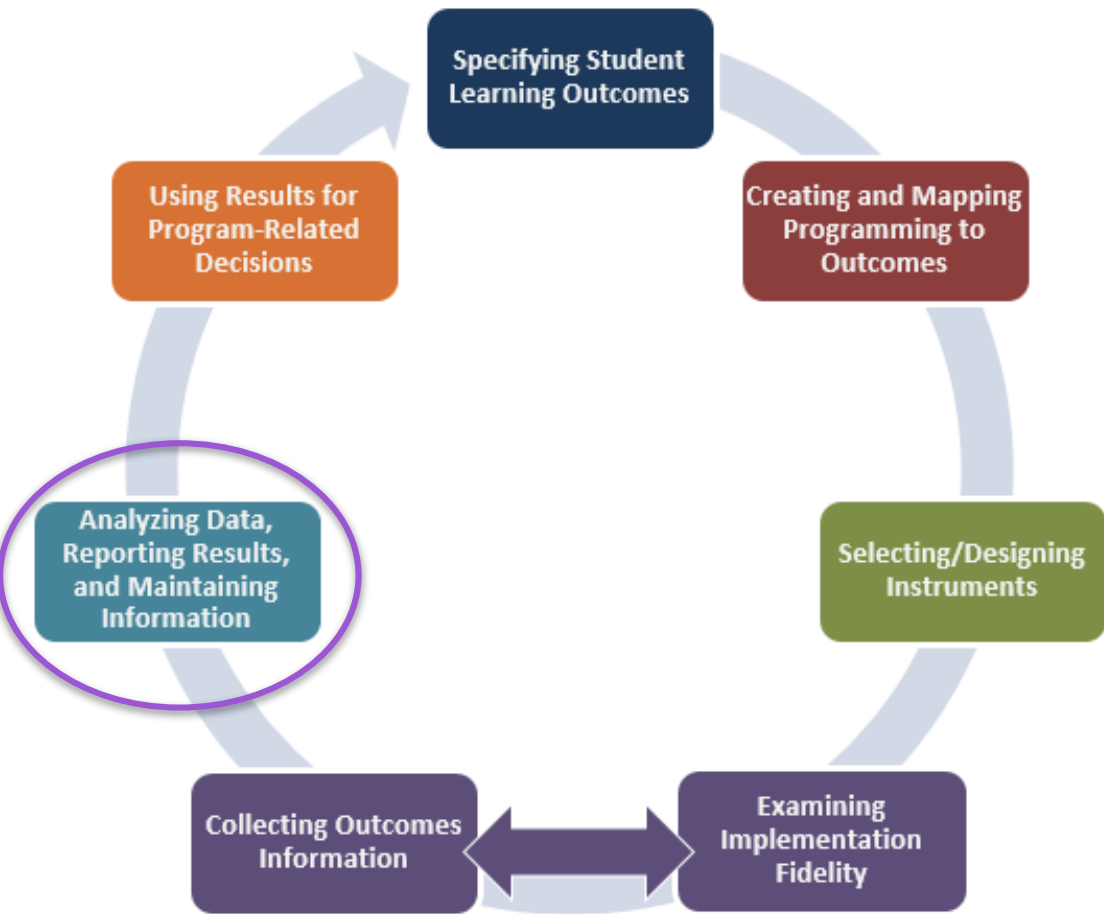 Specifying Student
Learning Outcomes
Creating and Mapping
Programming to
Outcomes
Selecting/Designing
Instruments
Examining
Implementation
Fidelity
Collecting Outcomes
Information
Analyzing Data,
Reporting Results,
and Maintaining
Information
Using Results for
Program-Related
Decisions